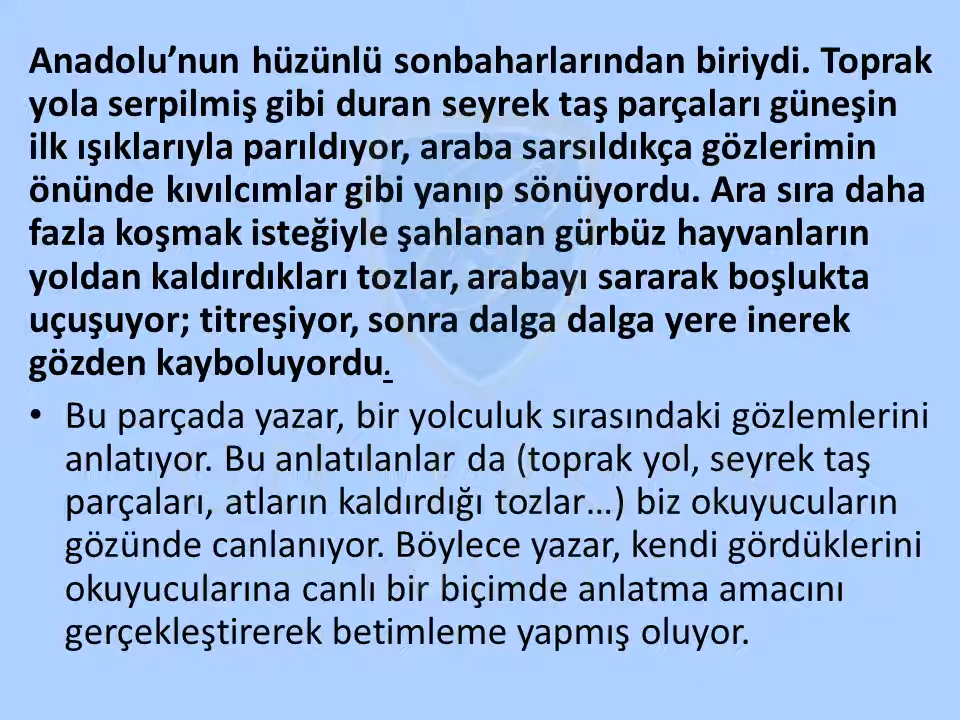 Anadolu’nun hüzünlü sonbaharlarından biriydi. Toprak
yola serpilmiş gibi duran seyrek taş parçaları güneşin
ilk ışıklarıyla parıldıyor, araba sarsıldıkça gözlerimin
önünde kıvılcımlar gibi yanıp sönüyordu. Ara sıra daha
fazla koşmak isteğiyle şahlanan gürbüz hayvanların
yoldan kaldırdıkları tozlar, arabayı sararak boşlukta
uçuşuyor; titreşiyor, sonra dalga dalga yere inerek
gözden kayboluyordu.
• Bu parçada yazar, bir yolculuk sırasındaki gözlemlerini
anlatıyor. Bu anlatılanlar da (toprak yol, seyrek taş
parçaları, atların kaldırdığı tozlar…) biz okuyucuların
gözünde canlanıyor. Böylece yazar, kendi gördüklerini
okuyucularına canlı bir biçimde anlatma amacını
gerçekleştirerek betimleme yapmış oluyor.